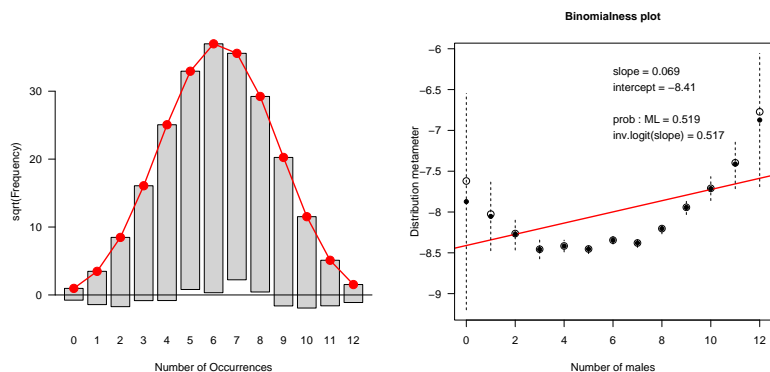 sqrt(Frequency)
30
20
10
0
0 1 2 3 4 5 6 7 8 9 10 11 12
Number of Occurrences
Binomialness plot
Distribution metameter
−6
−6.5
−7
−7.5
−8
−8.5
−9
slope = 0.069
intercept = −8.41
prob : ML = 0.519
inv.logit(slope) = 0.517
0 2 4 6 8 10 12
Number of males